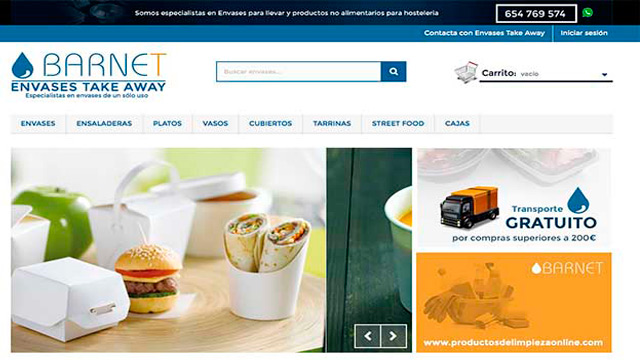 Somos especialistas en Envases para llevar y productos no alimentarios para hosteleria
654 769 574
Contacta con Envases Take Away
Iniciar sesión
BARNET
ENVASES TAKE AWAY
Especialistas en envases de un sólo uso
Buscar envases...
Carrito: vacío
ENVASES
ENSALADERAS
PLATOS
VASOS
CUBIERTOS
TARRINAS
STREET FOOD
CAJAS
Transporte
GRATUITO
por compras superiores a 200€
BARNET
www.productosdelimpiezaonline.com